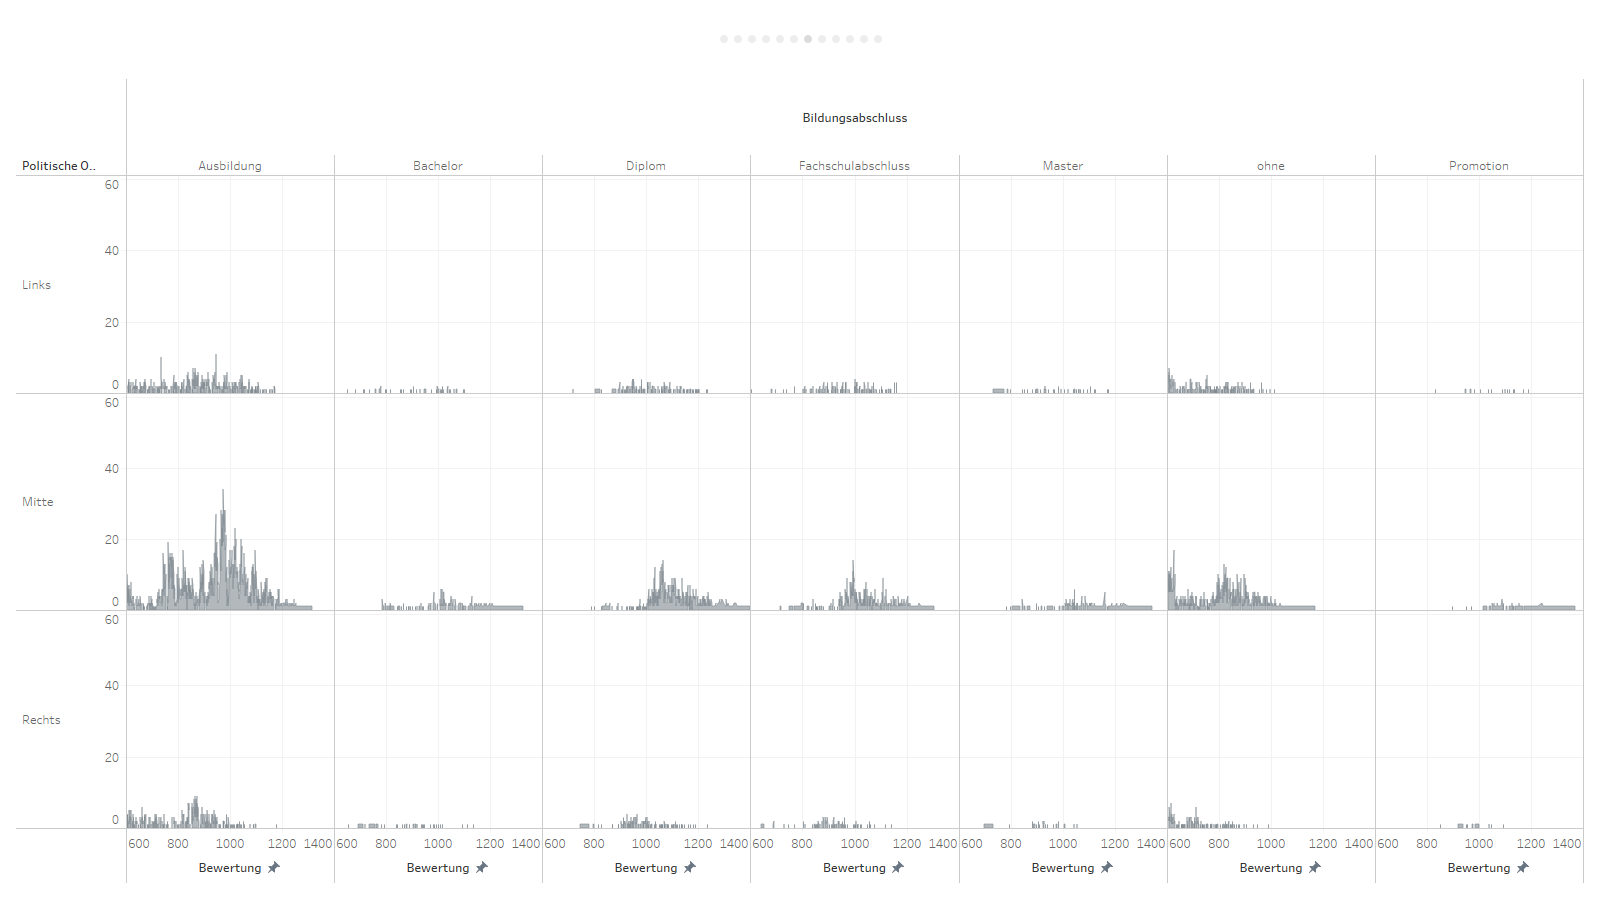 Bildungsabschluss
Politische O.. Ausbildung Bachelor Diplom Fachschulabschluss Master ohne Promotion
60
40
Links
20
0
60
40
Mitte
20
0
60
40
Rechts
20
0
600 800 1000 1200 1400 600 800 1000 1200 1400 600 800 1000 1200 1400 600 800 1000 1200 1400 600 800 1000 1200 1400 600 800 1000 1200 1400 600 800 1000 1200 1400
Bewertung Bewertung Bewertung Bewertung Bewertung Bewertung Bewertung